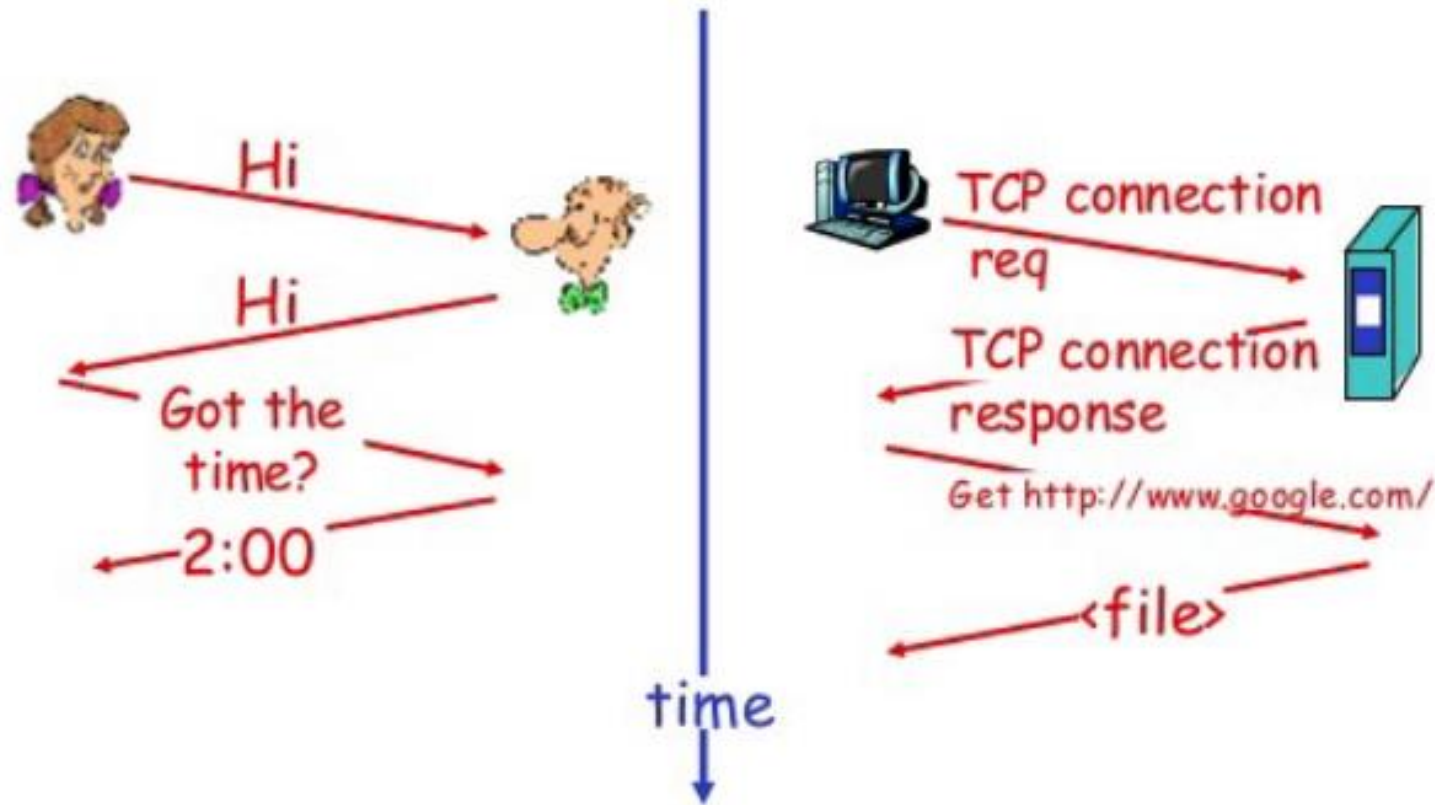 Hi
Hi
Got the
time?
2:00
time
TCP connection
req
TCP connection
response
Get http://www.google.com/
<file>